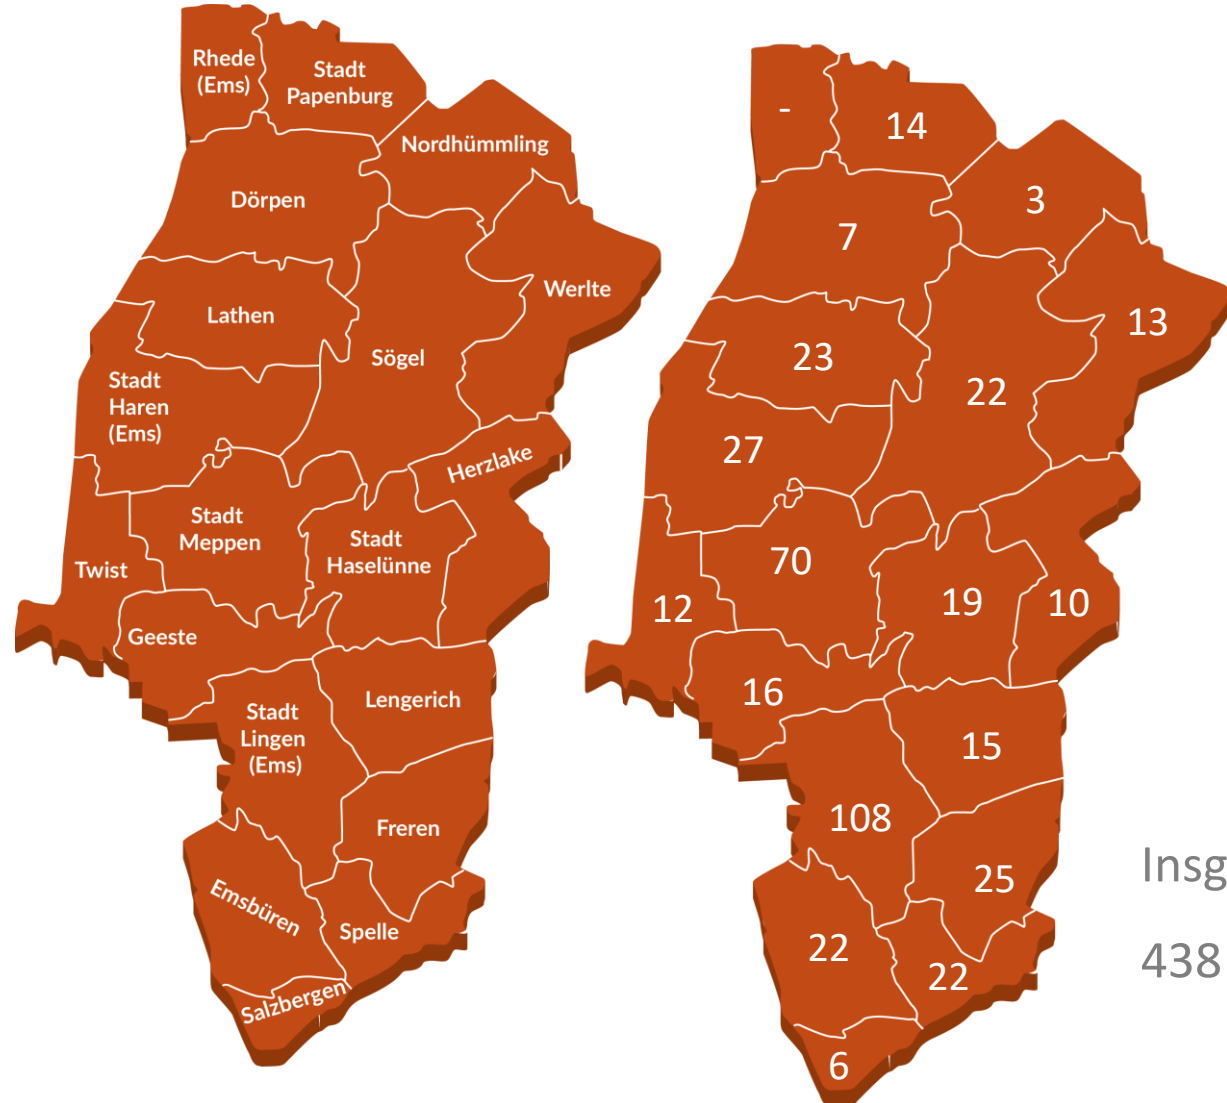 Rhede
(Ems)
Stadt
Papenburg
Nordhümmling
Dörpen
Werlte
Lathen
Sögel
Stadt
Haren
(Ems)
Herzlake
Stadt
Meppen
Stadt
Haselünne
Twist
Geeste
Lengerich
Stadt
Lingen
(Ems)
Freren
Emsbüren
Spelle
Salzbergen
-
14
3
7
13
23
22
27
70
19
10
12
16
15
108
25
22
22
6
Insg
438